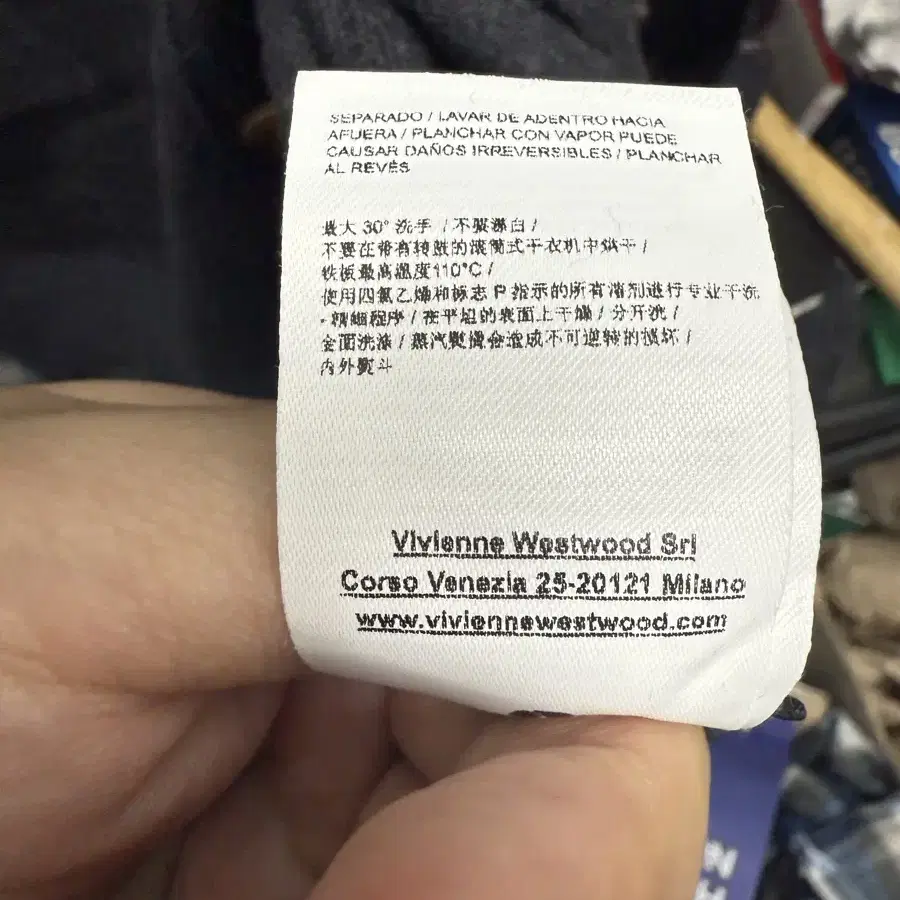 SEPARADO / LAVAR DE ADENTRO HACIA
AFUERA / PLANCHAR CON VAPOR PUEDE
CAUSAR DAÑOS IRREVERSIBLES / PLANCHAR
AL REVÉS
最大 30° 洗手 / 不要漂白 /
不要在带有转鼓的滚筒式干衣机中烘干 /
铁板最高温度110°C /
使用四氯乙烯和标志 P 指示的所有溶剂进行专业干洗
- 精细程序 / 在平坦的表面上干燥 / 分开洗 /
全面洗涤 / 蒸汽熨烫会造成不可逆转的损坏 /
内外熨斗
Vivienne Westwood Srl
Corso Venezia 25-20121 Milano
www.viviennewestwood.com